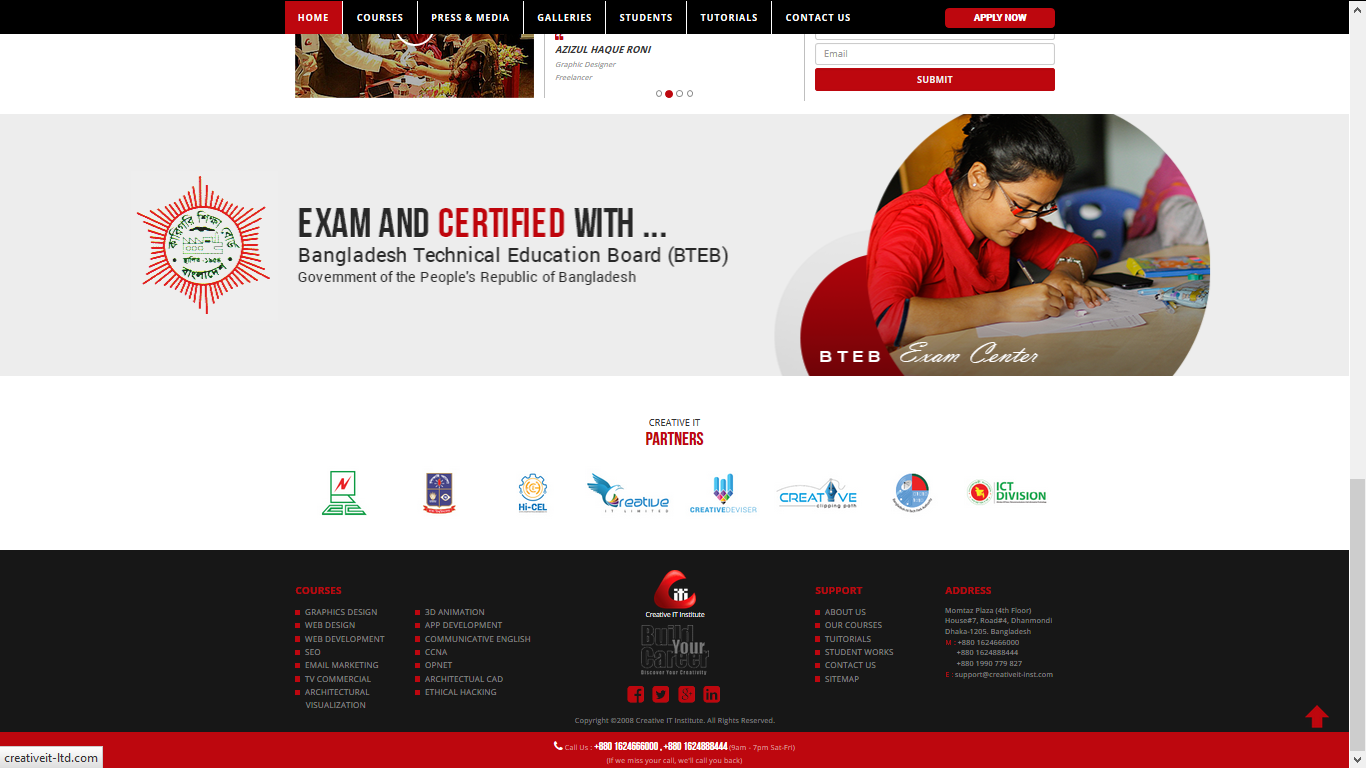 HOME COURSES PRESS & MEDIA GALLERIES STUDENTS TUTORIALS CONTACT US APPLY NOW
AZIZUL HAQUE RONI
Graphic Designer
Freelancer
Email
SUBMIT
কারিগরি শিক্ষা বোর্ড
স্থাপিত -১৯৫৪
বাংলাদেশ
EXAM AND CERTIFIED WITH ...
Bangladesh Technical Education Board (BTEB)
Government of the People's Republic of Bangladesh
BTEB Exam Center
CREATIVE IT
PARTNERS
Hi-CEL
Creative
IT LIMITED
CREATIVEDEVISER
CREATIVE
clipping path
ICT
DIVISION
COURSES
GRAPHICS DESIGN
WEB DESIGN
WEB DEVELOPMENT
SEO
EMAIL MARKETING
TV COMMERCIAL
ARCHITECTURAL
VISUALIZATION
3D ANIMATION
APP DEVELOPMENT
COMMUNICATIVE ENGLISH
CCNA
OPNET
ARCHITECTUAL CAD
ETHICAL HACKING
iti
Creative IT Institute
Build
Your
Career
Discover Your Creativity
SUPPORT
ABOUT US
OUR COURSES
TUITORIALS
STUDENT WORKS
CONTACT US
SITEMAP
ADDRESS
Momtaz Plaza (4th Floor)
House#7, Road#4, Dhanmondi
Dhaka-1205. Bangladesh
M : +880 1624666000
+880 1624888444
+880 1990 779 827
E : support@creativeit-inst.com
Copyright ©2008 Creative IT Institute. All Rights Reserved.
Call Us : +880 1624666000 , +880 1624888444 (9am - 7pm Sat-Fri)
(If we miss your call, we'll call you back)
creativeit-ltd.com